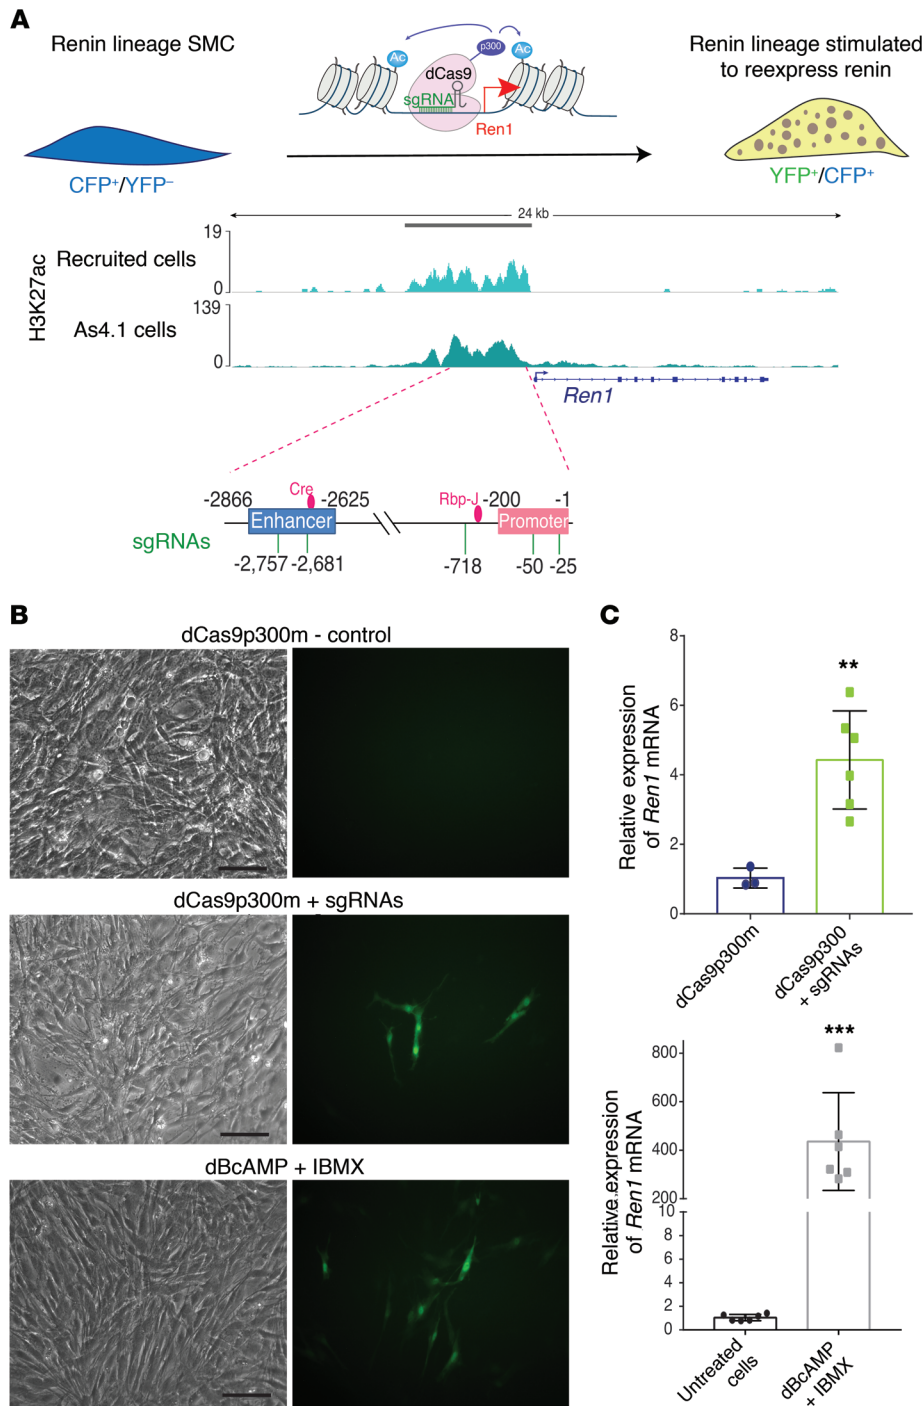 A
Renin lineage SMC
Ac
p300
Ac
dCas9
sgRNA
Ren1
Renin lineage stimulated
to reexpress renin
CFP⁺/YFP⁻
YFP⁺/CFP⁺
24 kb
H3K27ac
19
Recruited cells
0
139
As4.1 cells
0
Ren1
-2866
Cre
-2625
Rbp-J
-200
-1
Enhancer
Promoter
sgRNAs
-2,757
-2,681
-718
-50
-25
B
dCas9p300m - control
dCas9p300m + sgRNAs
dBcAMP + IBMX
C
Relative expression
of Ren1 mRNA
8
6
4
2
0
**
dCas9p300m
dCas9p300
+ sgRNAs
Relative expression
of Ren1 mRNA
800
600
400
200
10
8
6
4
2
0
***
Untreated
cells
dBcAMP
+ IBMX